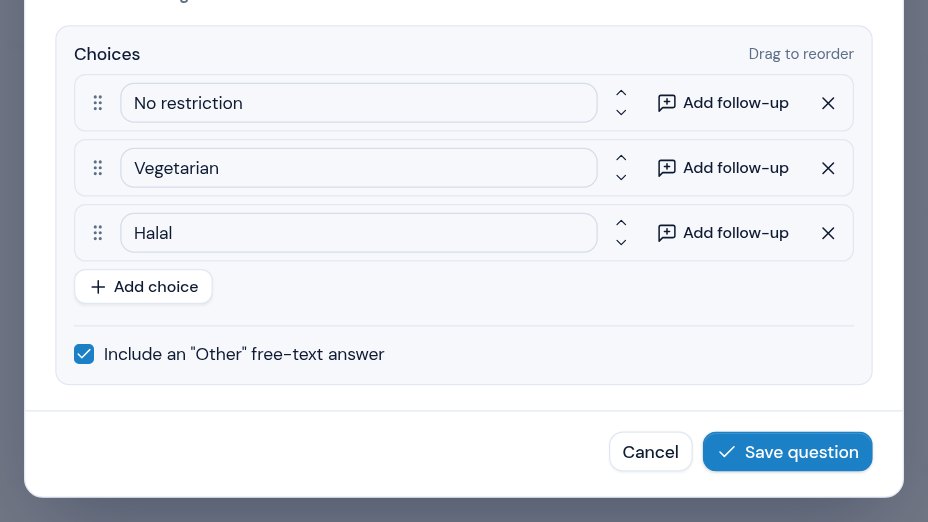 Choices
Drag to reorder
No restriction
Add follow-up
Vegetarian
Add follow-up
Halal
Add follow-up
Add choice
Include an "Other" free-text answer
Cancel
Save question